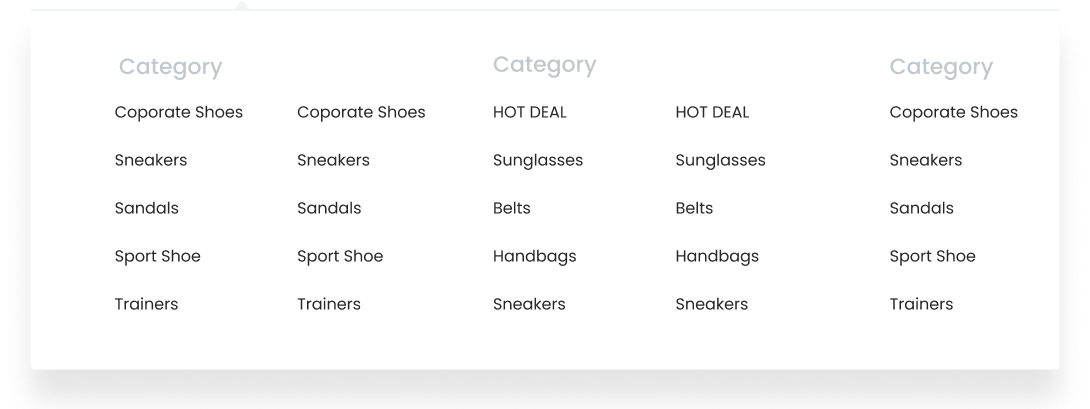 Category Category Category
Coporate Shoes Coporate Shoes HOT DEAL HOT DEAL Coporate Shoes
Sneakers Sneakers Sunglasses Sunglasses Sneakers
Sandals Sandals Belts Belts Sandals
Sport Shoe Sport Shoe Handbags Handbags Sport Shoe
Trainers Trainers Sneakers Sneakers Trainers